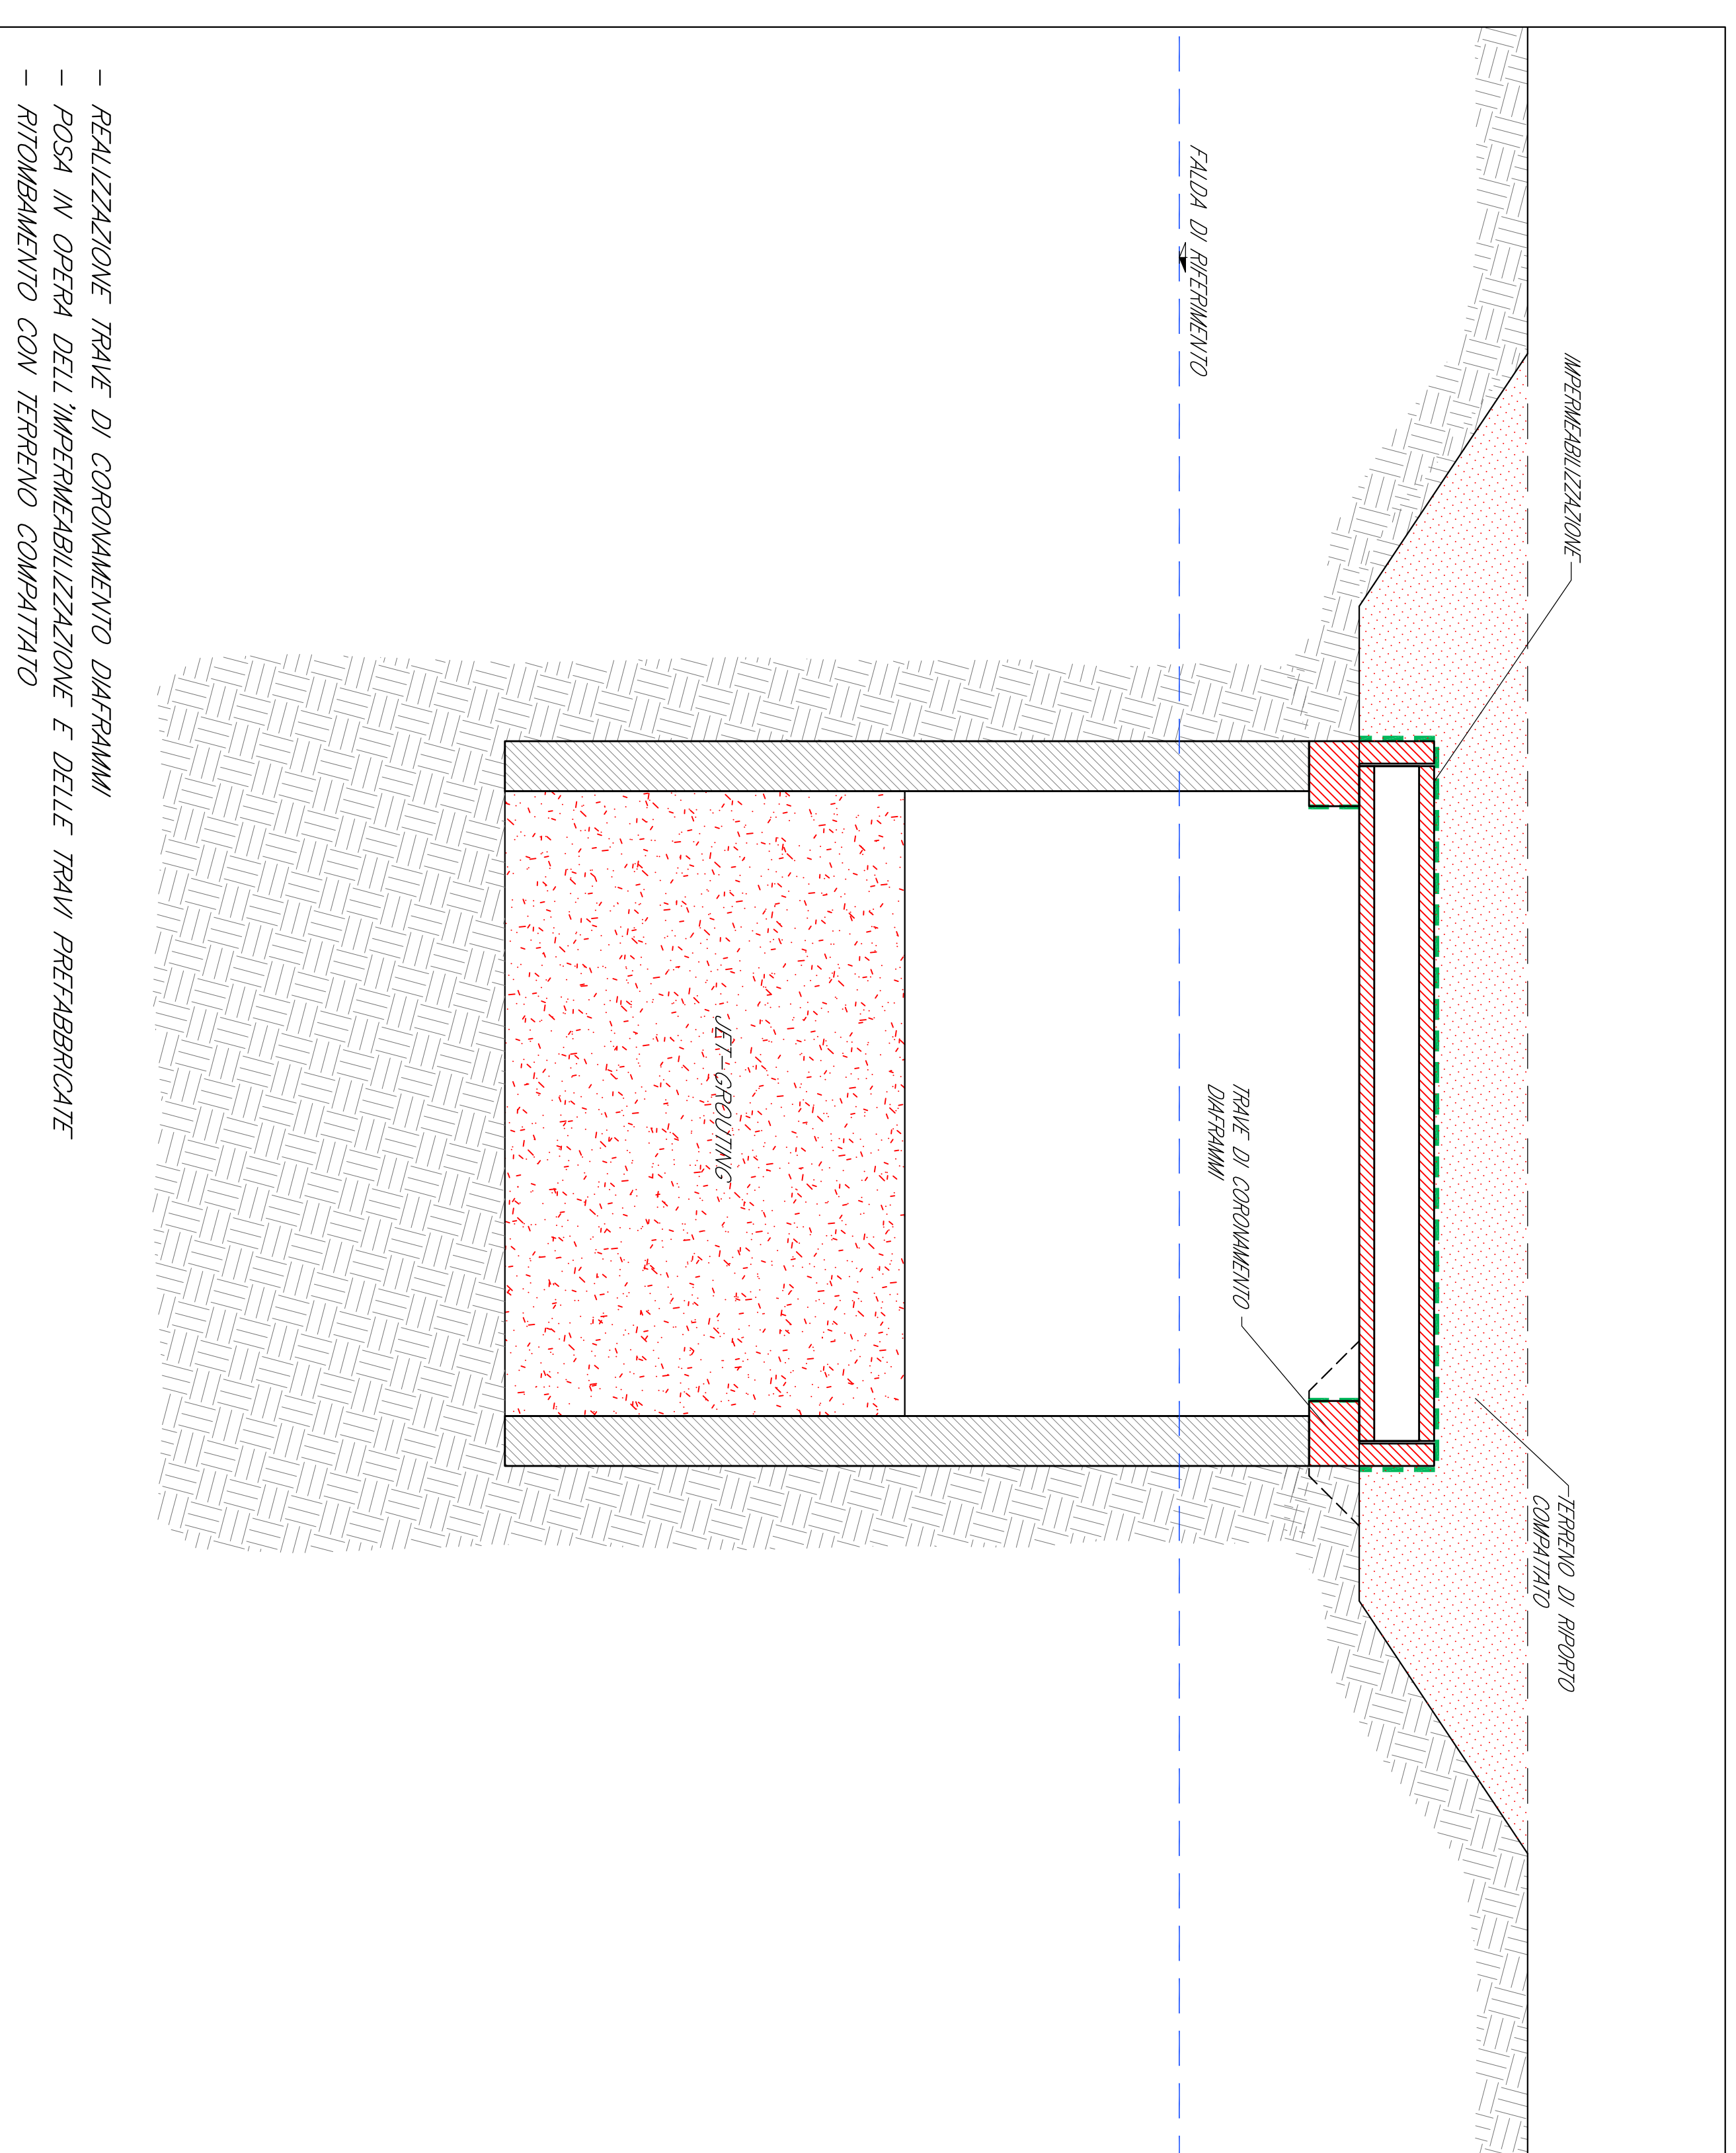 IMPERMEABILIZZAZIONE
TERRENO DI RIPORTO
COMPATTATO
FALDA DI RIFERIMENTO
TRAVE DI CORONAMENTO
DIAFRAMMI
JET-GROUTING
- REALIZZAZIONE TRAVE DI CORONAMENTO DIAFRAMMI
- POSA IN OPERA DELL'IMPERMEABILIZZAZIONE E DELLE TRAVI PREFABBRICATE
- RITOMBAMENTO CON TERRENO COMPATTATO